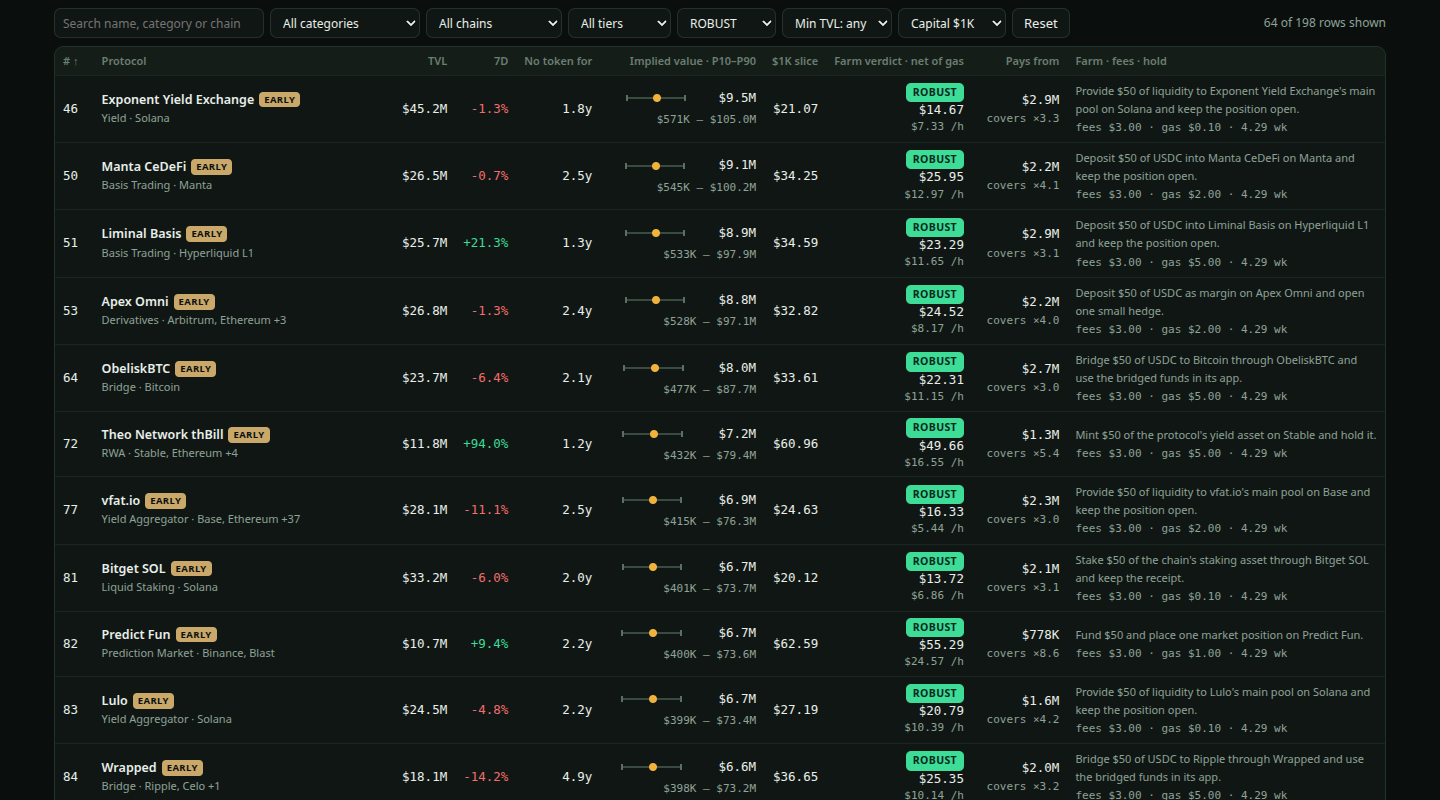 Search name, category or chain All categories All chains All tiers ROBUST Min TVL: any Capital $1K Reset 64 of 198 rows shown
# ↑ Protocol TVL 7D No token for Implied value · P10–P90 $1K slice Farm verdict · net of gas Pays from Farm · fees · hold
46 Exponent Yield Exchange EARLY $45.2M -1.3% 1.8y $9.5M $21.07 ROBUST $2.9M Provide $50 of liquidity to Exponent Yield Exchange's main
Yield · Solana $571K – $105.0M $14.67 covers ×3.3 pool on Solana and keep the position open.
$7.33 /h fees $3.00 · gas $0.10 · 4.29 wk
50 Manta CeDeFi EARLY $26.5M -0.7% 2.5y $9.1M $34.25 ROBUST $2.2M Deposit $50 of USDC into Manta CeDeFi on Manta and
Basis Trading · Manta $545K – $100.2M $25.95 covers ×4.1 keep the position open.
$12.97 /h fees $3.00 · gas $2.00 · 4.29 wk
51 Liminal Basis EARLY $25.7M +21.3% 1.3y $8.9M $34.59 ROBUST $2.9M Deposit $50 of USDC into Liminal Basis on Hyperliquid L1
Basis Trading · Hyperliquid L1 $533K – $97.9M $23.29 covers ×3.1 and keep the position open.
$11.65 /h fees $3.00 · gas $5.00 · 4.29 wk
53 Apex Omni EARLY $26.8M -1.3% 2.4y $8.8M $32.82 ROBUST $2.2M Deposit $50 of USDC as margin on Apex Omni and open
Derivatives · Arbitrum, Ethereum +3 $528K – $97.1M $24.52 covers ×4.0 one small hedge.
$8.17 /h fees $3.00 · gas $2.00 · 4.29 wk
64 ObeliskBTC EARLY $23.7M -6.4% 2.1y $8.0M $33.61 ROBUST $2.7M Bridge $50 of USDC to Bitcoin through ObeliskBTC and
Bridge · Bitcoin $477K – $87.7M $22.31 covers ×3.0 use the bridged funds in its app.
$11.15 /h fees $3.00 · gas $5.00 · 4.29 wk
72 Theo Network thBill EARLY $11.8M +94.0% 1.2y $7.2M $60.96 ROBUST $1.3M Mint $50 of the protocol's yield asset on Stable and hold it.
RWA · Stable, Ethereum +4 $432K – $79.4M $49.66 covers ×5.4 fees $3.00 · gas $5.00 · 4.29 wk
$16.55 /h
77 vfat.io EARLY $28.1M -11.1% 2.5y $6.9M $24.63 ROBUST $2.3M Provide $50 of liquidity to vfat.io's main pool on Base and
Yield Aggregator · Base, Ethereum +37 $415K – $76.3M $16.33 covers ×3.0 keep the position open.
$5.44 /h fees $3.00 · gas $2.00 · 4.29 wk
81 Bitget SOL EARLY $33.2M -6.0% 2.0y $6.7M $20.12 ROBUST $2.1M Stake $50 of the chain's staking asset through Bitget SOL
Liquid Staking · Solana $401K – $73.7M $13.72 covers ×3.1 and keep the receipt.
$6.86 /h fees $3.00 · gas $0.10 · 4.29 wk
82 Predict Fun EARLY $10.7M +9.4% 2.2y $6.7M $62.59 ROBUST $778K Fund $50 and place one market position on Predict Fun.
Prediction Market · Binance, Blast $400K – $73.6M $55.29 covers ×8.6 fees $3.00 · gas $1.00 · 4.29 wk
$24.57 /h
83 Lulo EARLY $24.5M -4.8% 2.2y $6.7M $27.19 ROBUST $1.6M Provide $50 of liquidity to Lulo's main pool on Solana and
Yield Aggregator · Solana $399K – $73.4M $20.79 covers ×4.2 keep the position open.
$10.39 /h fees $3.00 · gas $0.10 · 4.29 wk
84 Wrapped EARLY $18.1M -14.2% 4.9y $6.6M $36.65 ROBUST $2.0M Bridge $50 of USDC to Ripple through Wrapped and use
Bridge · Ripple, Celo +1 $398K – $73.2M $25.35 covers ×3.2 the bridged funds in its app.
$10.14 /h fees $3.00 · gas $5.00 · 4.29 wk